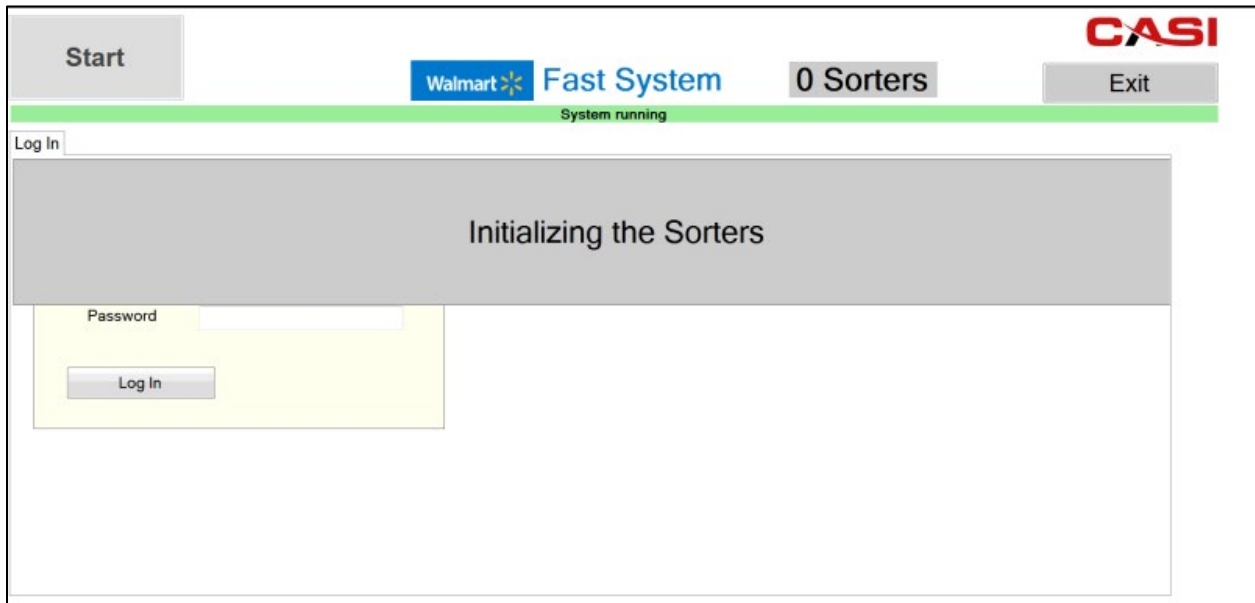 CASI
Start
Walmart Fast System 0 Sorters Exit
System running
Log In
Initializing the Sorters
Password
Log In